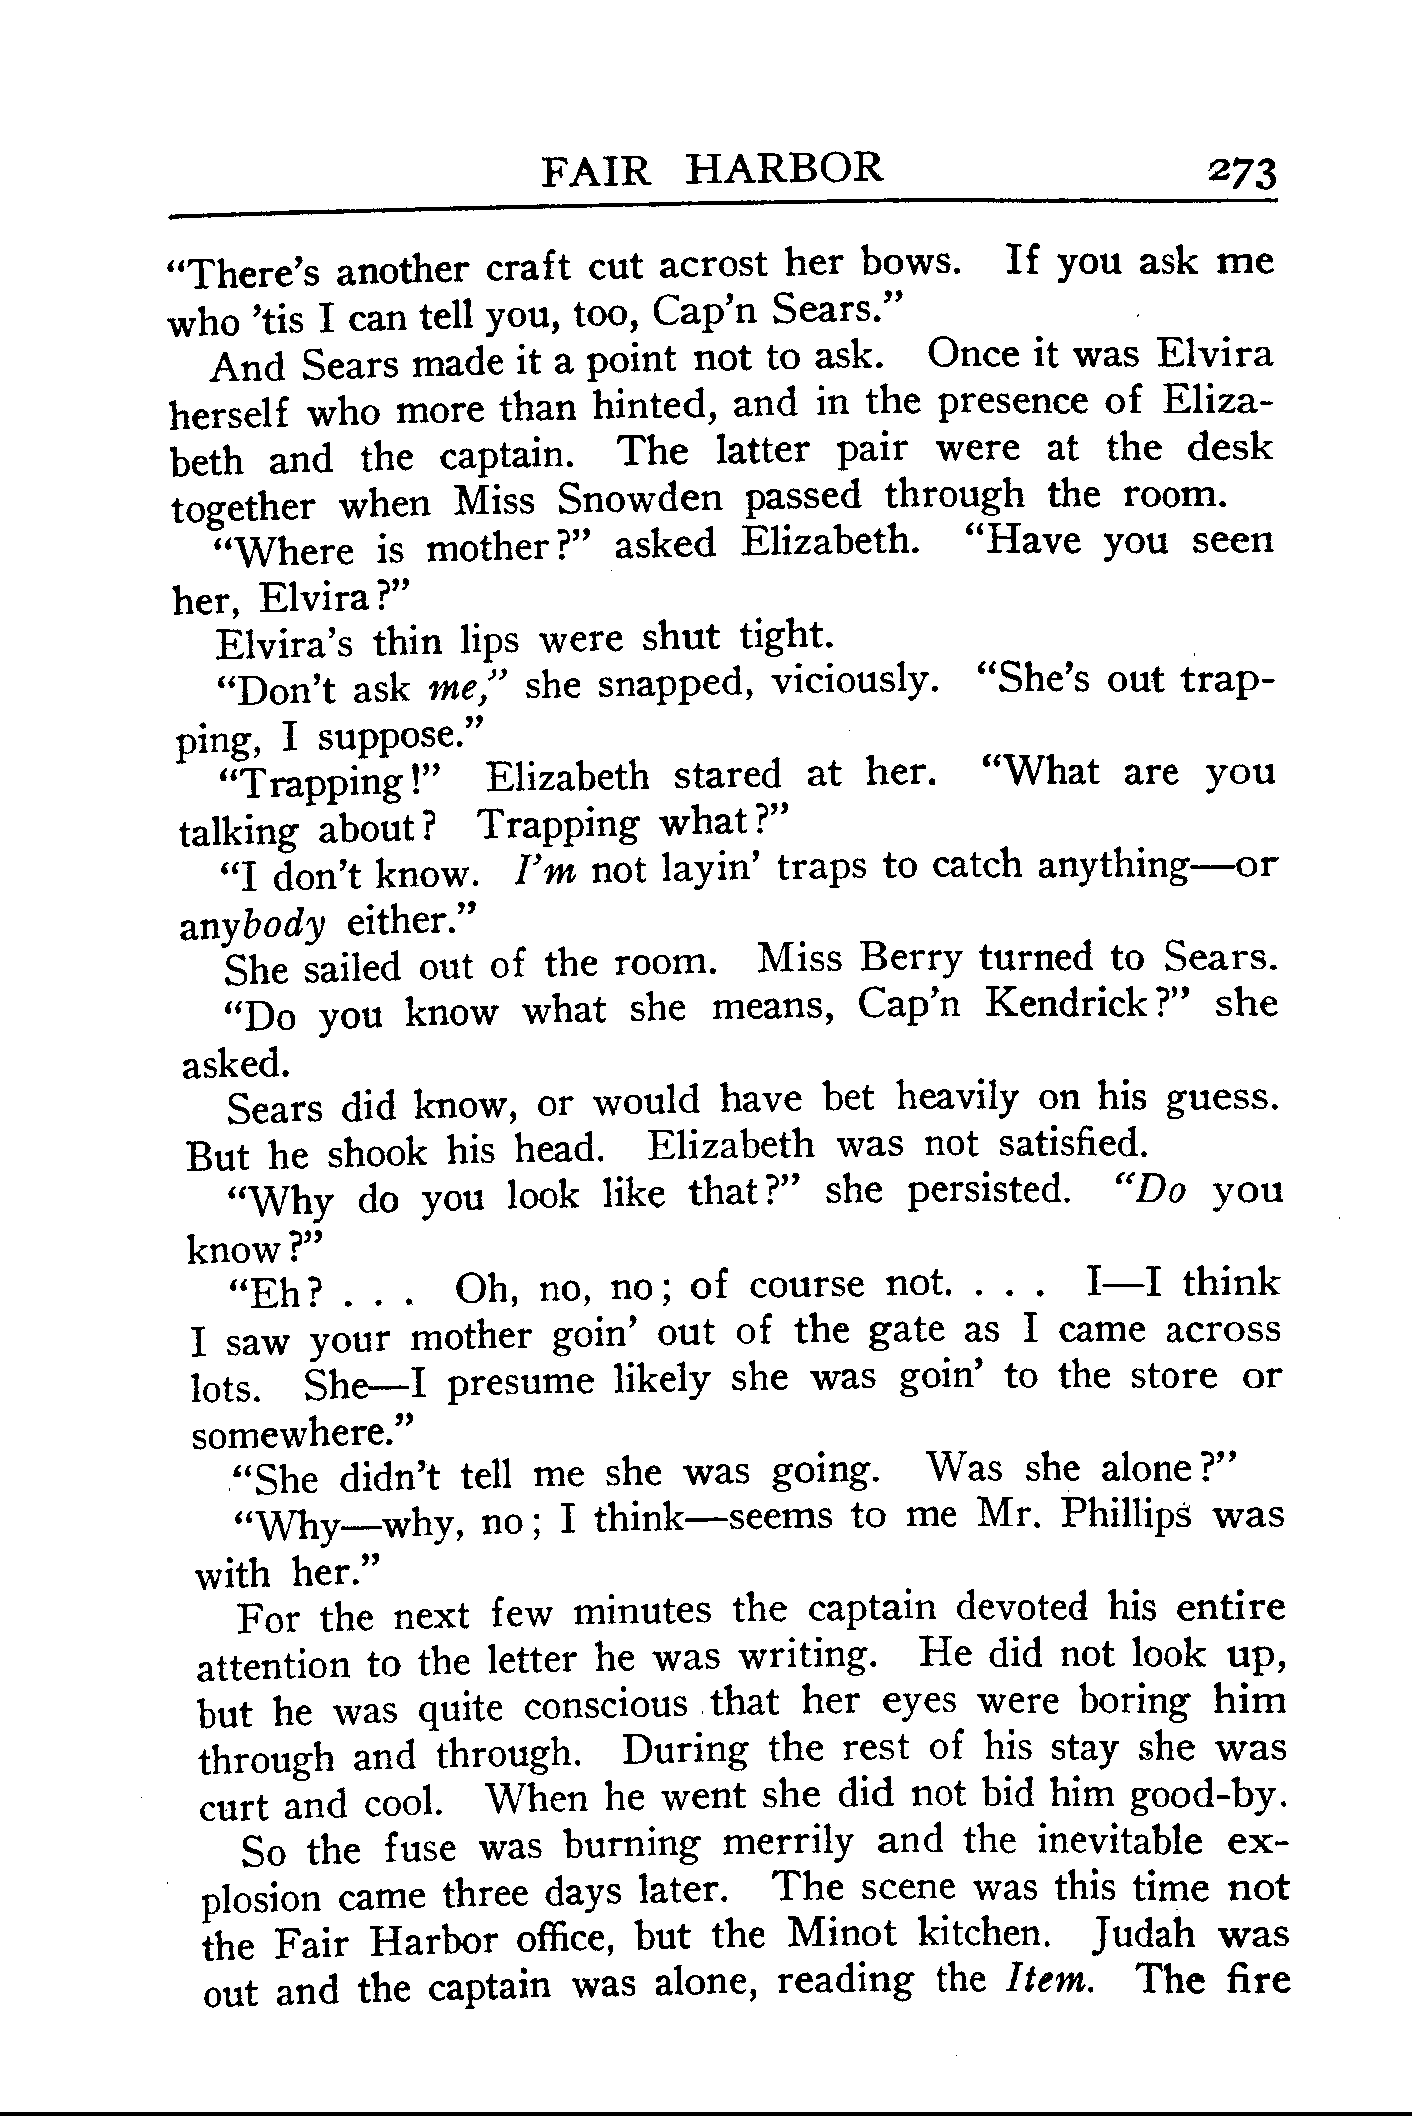 FAIR HARBOR 273
“There’s another craft cut acrost her bows. If you ask me
who ’tis I can tell you, too, Cap’n Sears.”
And Sears made it a point not to ask. Once it was Elvira
herself who more than hinted, and in the presence of Eliza-
beth and the captain. The latter pair were at the desk
together when Miss Snowden passed through the room.
“Where is mother?” asked Elizabeth. “Have you seen
her, Elvira?”
Elvira’s thin lips were shut tight.
“Don’t ask me,” she snapped, viciously. “She’s out trap-
ping, I suppose.”
“Trapping!” Elizabeth stared at her. “What are you
talking about? Trapping what?”
“I don’t know. I’m not layin’ traps to catch anything—or
anybody either.”
She sailed out of the room. Miss Berry turned to Sears.
“Do you know what she means, Cap’n Kendrick?” she
asked.
Sears did know, or would have bet heavily on his guess.
But he shook his head. Elizabeth was not satisfied.
“Why do you look like that?” she persisted. “Do you
know?”
“Eh? . . . Oh, no, no; of course not. . . . I—I think
I saw your mother goin’ out of the gate as I came across
lots. She—I presume likely she was goin’ to the store or
somewhere.”
“She didn’t tell me she was going. Was she alone?”
“Why—why, no; I think—seems to me Mr. Phillips was
with her.”
For the next few minutes the captain devoted his entire
attention to the letter he was writing. He did not look up,
but he was quite conscious that her eyes were boring him
through and through. During the rest of his stay she was
curt and cool. When he went she did not bid him good-by.
So the fuse was burning merrily and the inevitable ex-
plosion came three days later. The scene was this time not
the Fair Harbor office, but the Minot kitchen. Judah was
out and the captain was alone, reading the Item. The fire